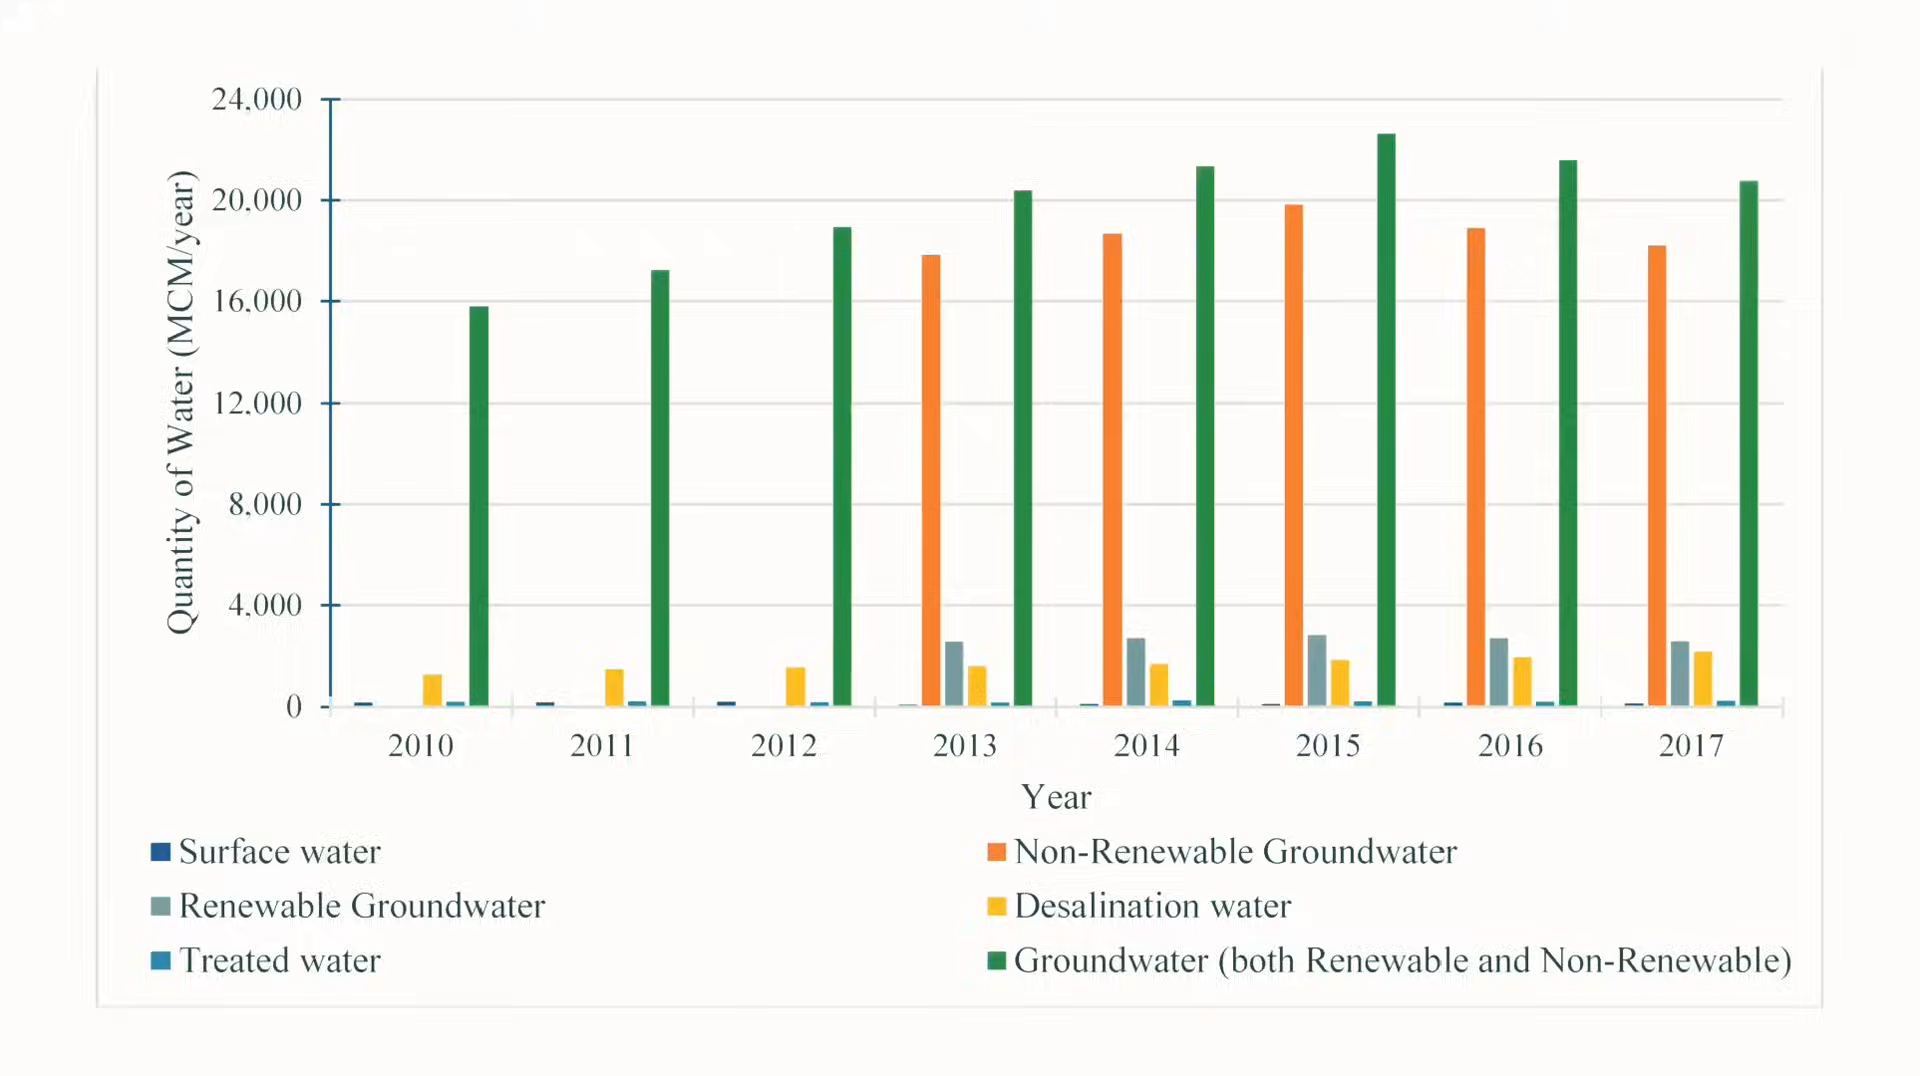 24,000
20,000
16,000
12,000
8,000
4,000
0
Quantity of Water (MCM/year)
2010 2011 2012 2013 2014 2015 2016 2017
Year
Surface water
Non-Renewable Groundwater
Renewable Groundwater
Desalination water
Treated water
Groundwater (both Renewable and Non-Renewable)